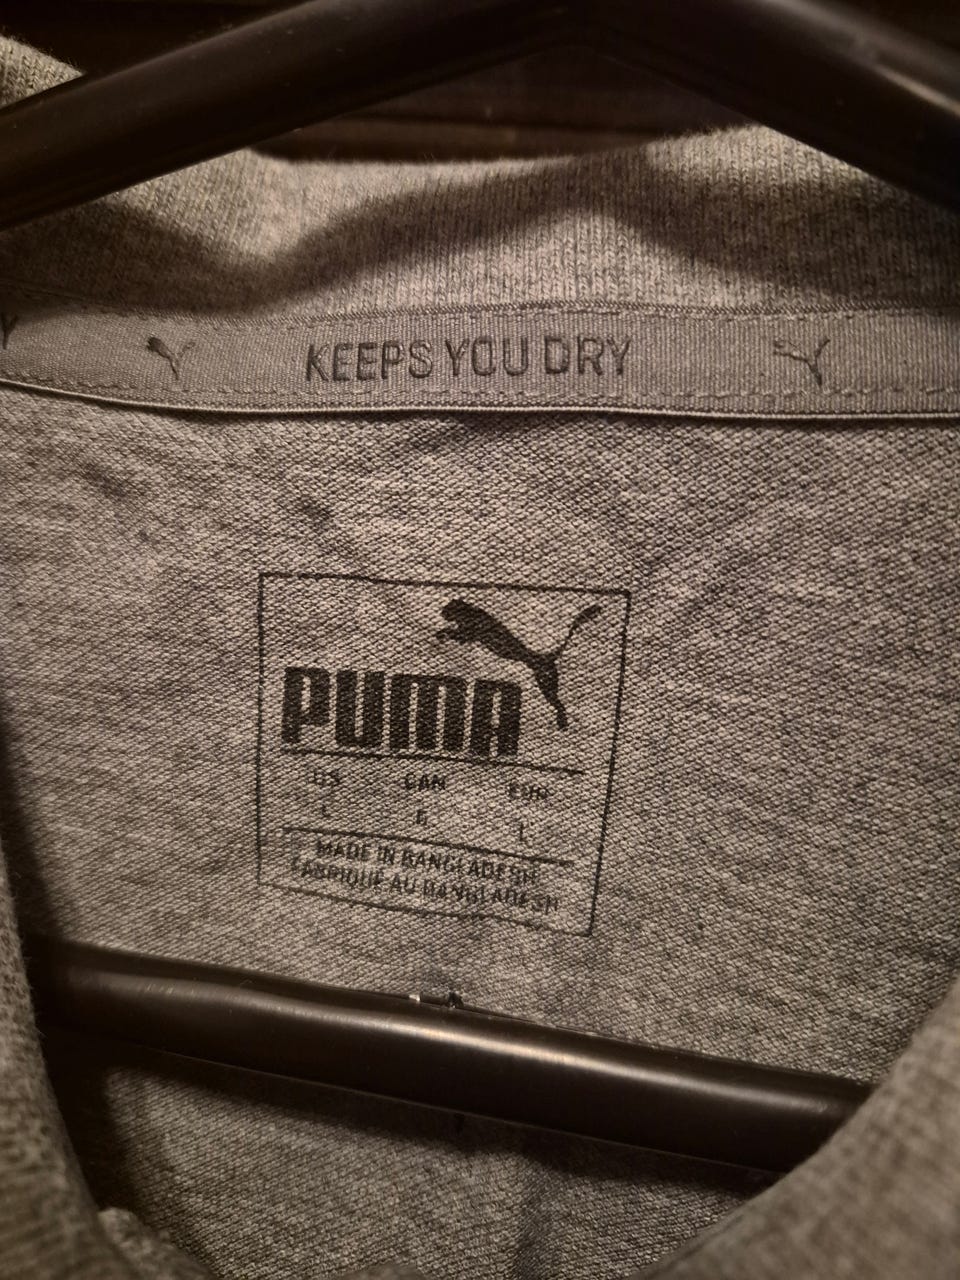 KEEPS YOU DRY
PUMA
US CAN EUR
L G L
MADE IN BANGLADESH
FABRIQUÉ AU BANGLADESH